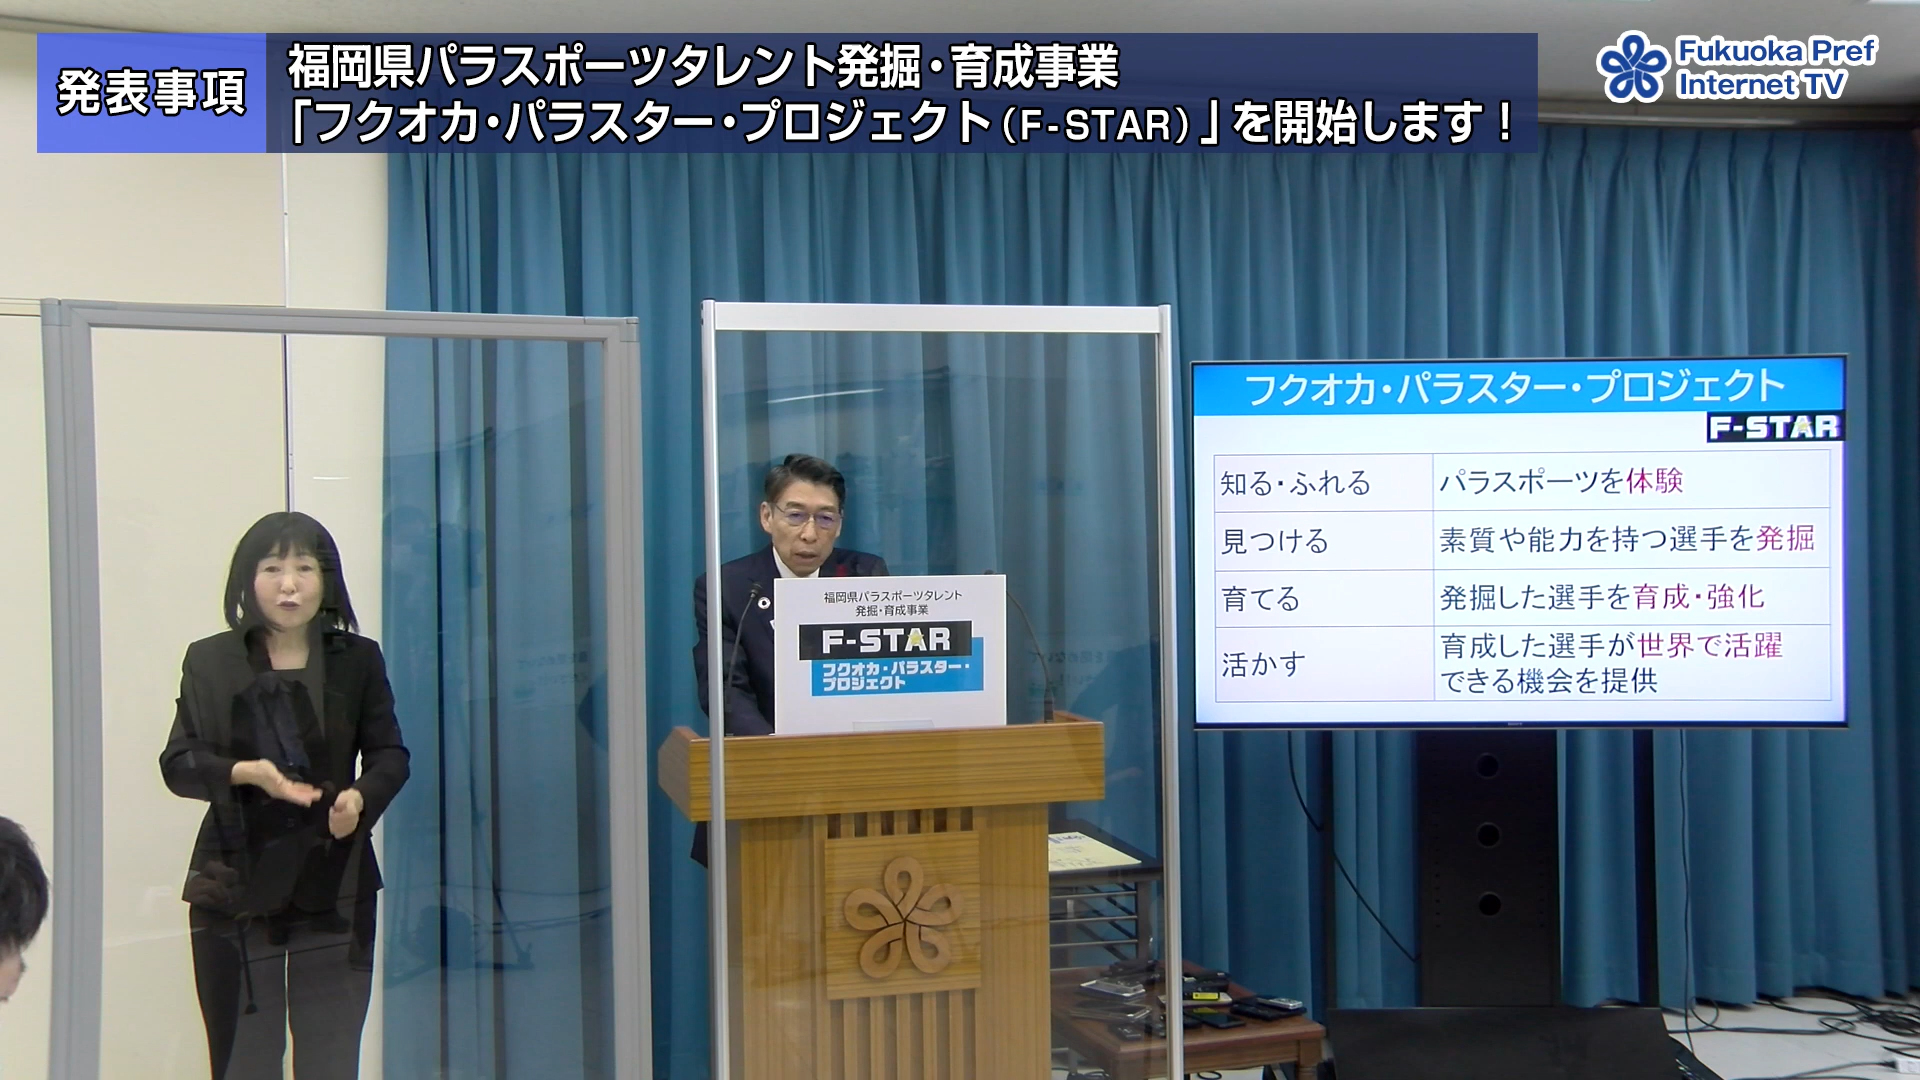 発表事項
福岡県パラスポーツタレント発掘・育成事業
「フクオカ・パラスター・プロジェクト(F-STAR)」を開始します！
Fukuoka Pref
Internet TV
フクオカ・パラスター・プロジェクト
F-STAR
知る・ふれる パラスポーツを体験
見つける 素質や能力を持つ選手を発掘
育てる 発掘した選手を育成・強化
活かす 育成した選手が世界で活躍
できる機会を提供
福岡県パラスポーツタレント
発掘・育成事業
F-STAR
フクオカ・パラスター・
プロジェクト